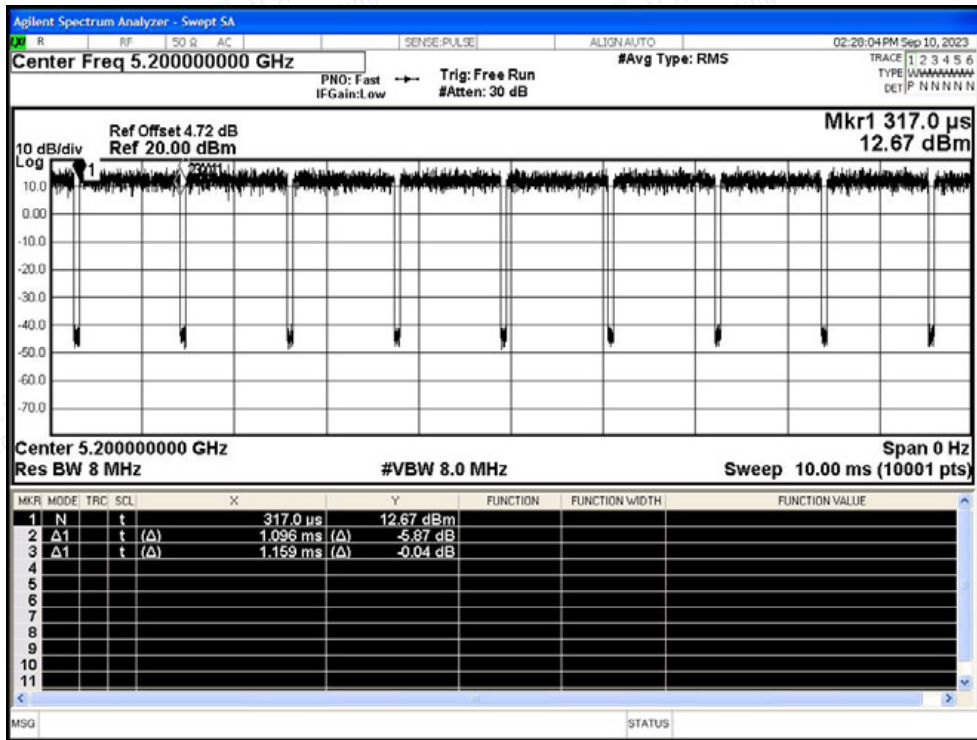 Agilent Spectrum Analyzer - Swept SA
R RF 50 Ω AC SENSE:PULSE ALIGNAUTO 02:28:04 PM Sep 10, 2023
Center Freq 5.200000000 GHz #Avg Type: RMS TRACE 1 2 3 4 5 6
PNO: Fast Trig: Free Run TYPE WWWWWW
IFGain:Low #Atten: 30 dB DET P N N N N N
Mkr1 317.0 µs
12.67 dBm
Ref Offset 4.72 dB
10 dB/div Ref 20.00 dBm
Log
1
10.0
0.00
-10.0
-20.0
-30.0
-40.0
-50.0
-60.0
-70.0
Center 5.200000000 GHz Span 0 Hz
Res BW 8 MHz #VBW 8.0 MHz Sweep 10.00 ms (10001 pts)
MKR MODE TRC SCL X Y FUNCTION FUNCTION WIDTH FUNCTION VALUE
1 N t 317.0 µs 12.67 dBm
2 Δ1 t (Δ) 1.096 ms (Δ) -5.87 dB
3 Δ1 t (Δ) 1.159 ms (Δ) -0.04 dB
4
5
6
7
8
9
10
11
MSG STATUS